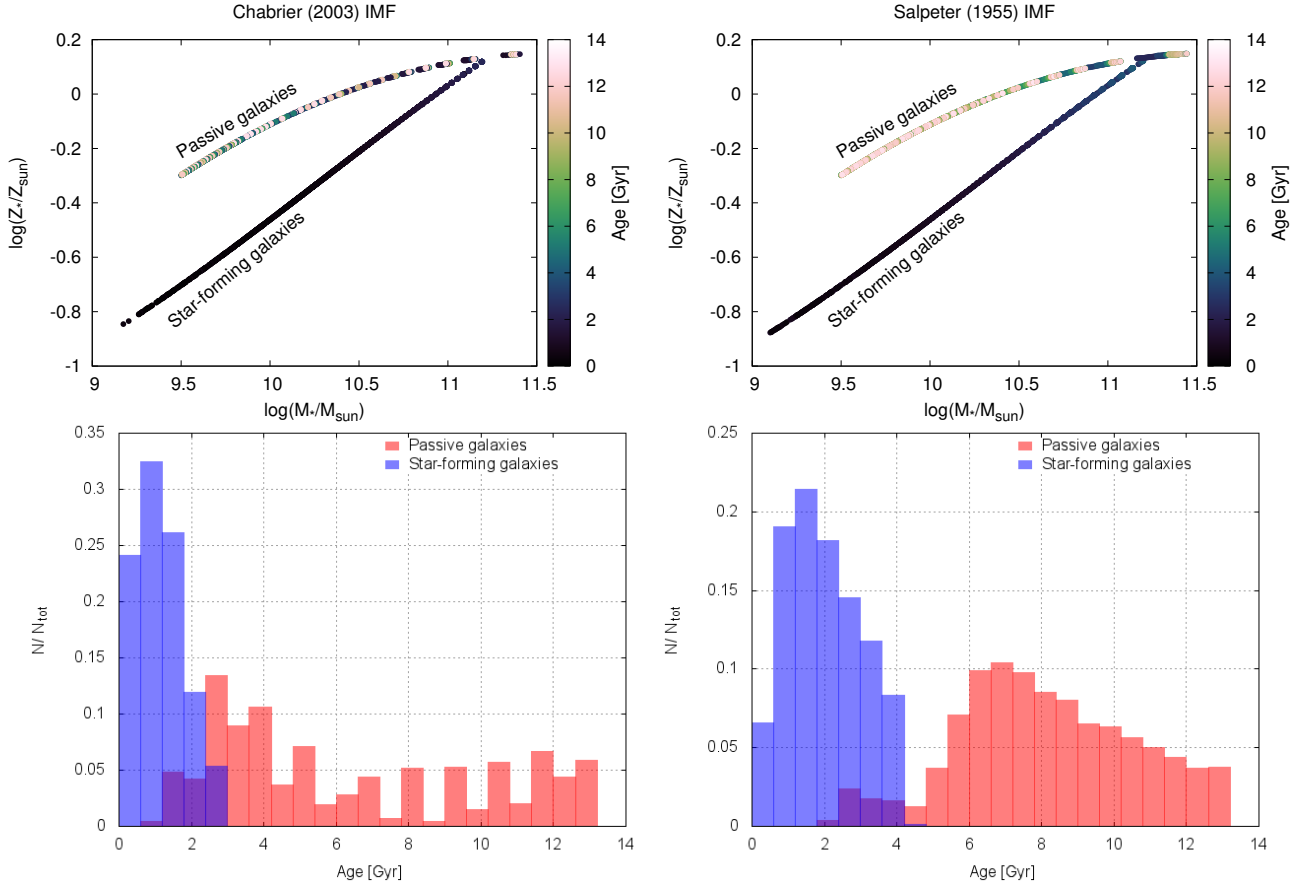 Chabrier (2003) IMF
0.2
0
-0.2
-0.4
-0.6
-0.8
-1
log(Z*/Zsun)
Passive galaxies
Star-forming galaxies
9 9.5 10 10.5 11 11.5
log(M*/Msun)
14
12
10
8
6
4
2
0
Age [Gyr]
Salpeter (1955) IMF
0.2
0
-0.2
-0.4
-0.6
-0.8
-1
log(Z*/Zsun)
Passive galaxies
Star-forming galaxies
9 9.5 10 10.5 11 11.5
log(M*/Msun)
14
12
10
8
6
4
2
0
Age [Gyr]
Passive galaxies
Star-forming galaxies
0.35
0.3
0.25
0.2
0.15
0.1
0.05
0
N/ Ntot
0 2 4 6 8 10 12 14
Age [Gyr]
Passive galaxies
Star-forming galaxies
0.25
0.2
0.15
0.1
0.05
0
N/ Ntot
0 2 4 6 8 10 12 14
Age [Gyr]